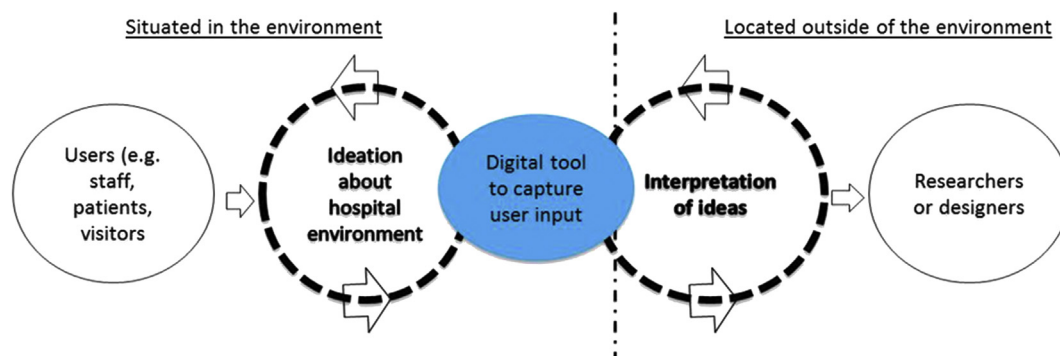 Situated in the environment
Located outside of the environment
Users (e.g.
staff,
patients,
visitors
Ideation
about
hospital
environment
Digital tool
to capture
user input
Interpretation
of ideas
Researchers
or designers